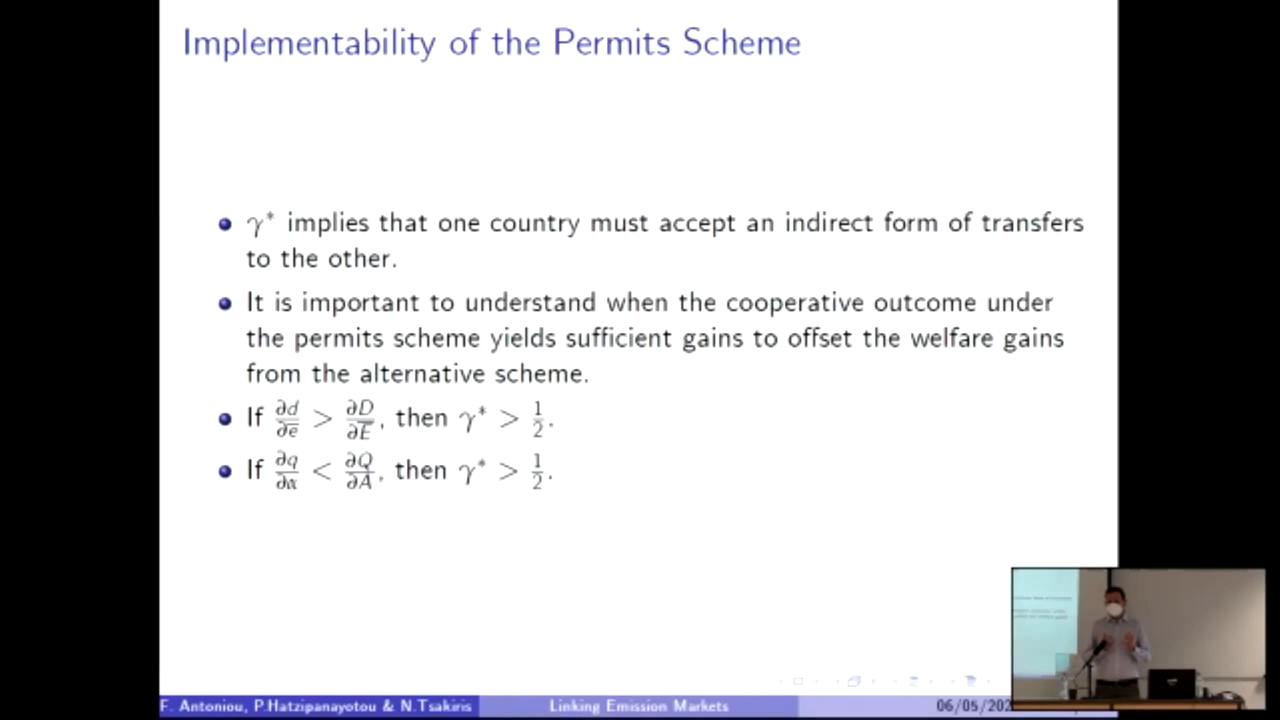 Implementability of the Permits Scheme
γ* implies that one country must accept an indirect form of transfers
to the other.
It is important to understand when the cooperative outcome under
the permits scheme yields sufficient gains to offset the welfare gains
from the alternative scheme.
If ∂d/∂e > ∂D/∂E, then γ* > 1/2.
If ∂q/∂α < ∂Q/∂A, then γ* > 1/2.
F. Antoniou, P.Hatzipanayotou & N.Tsakiris Linking Emission Markets 06/05/202